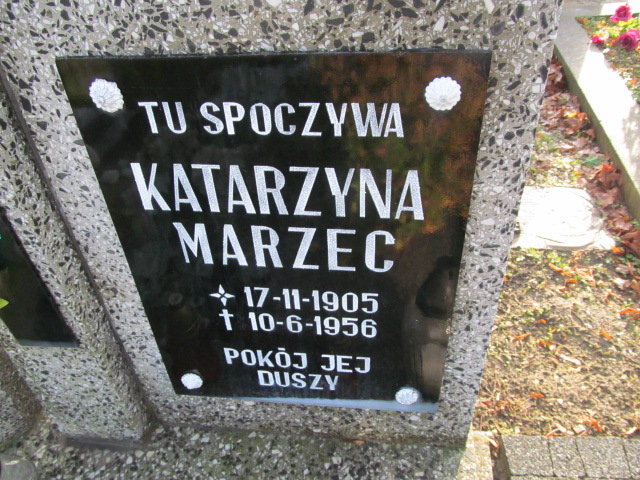 TU SPOCZYWA
KATARZYNA
MARZEC
17-11-1905
† 10-6-1956
POKÓJ JEJ
DUSZY